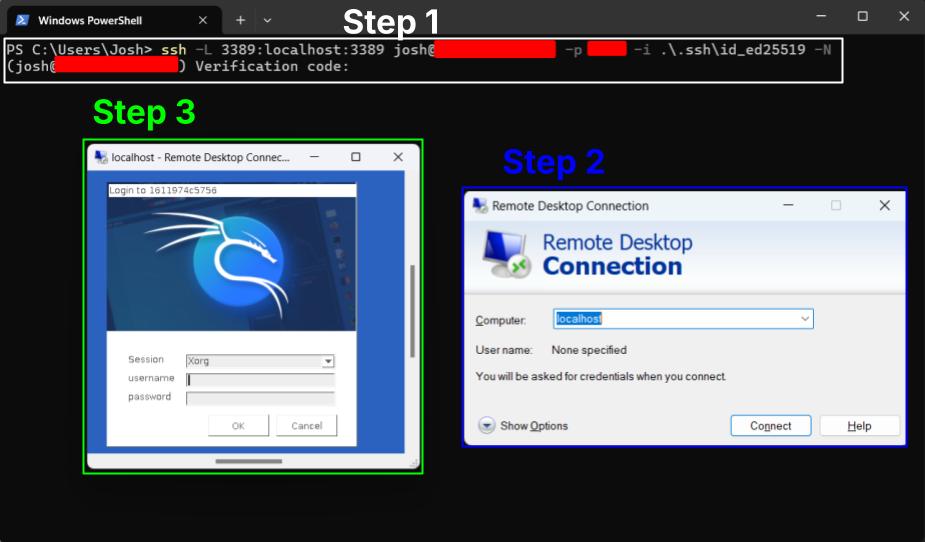 Windows PowerShell
Step 1
PS C:\Users\Josh> ssh -L 3389:localhost:3389 josh@ -p -i .\.ssh\id_ed25519 -N
(josh@ ) Verification code:
Step 3
localhost - Remote Desktop Connec...
Login to 1611974c5756
Session Xorg
username
password
OK Cancel
Step 2
Remote Desktop Connection
Remote Desktop
Connection
Computer: localhost
User name: None specified
You will be asked for credentials when you connect.
Show Options Connect Help